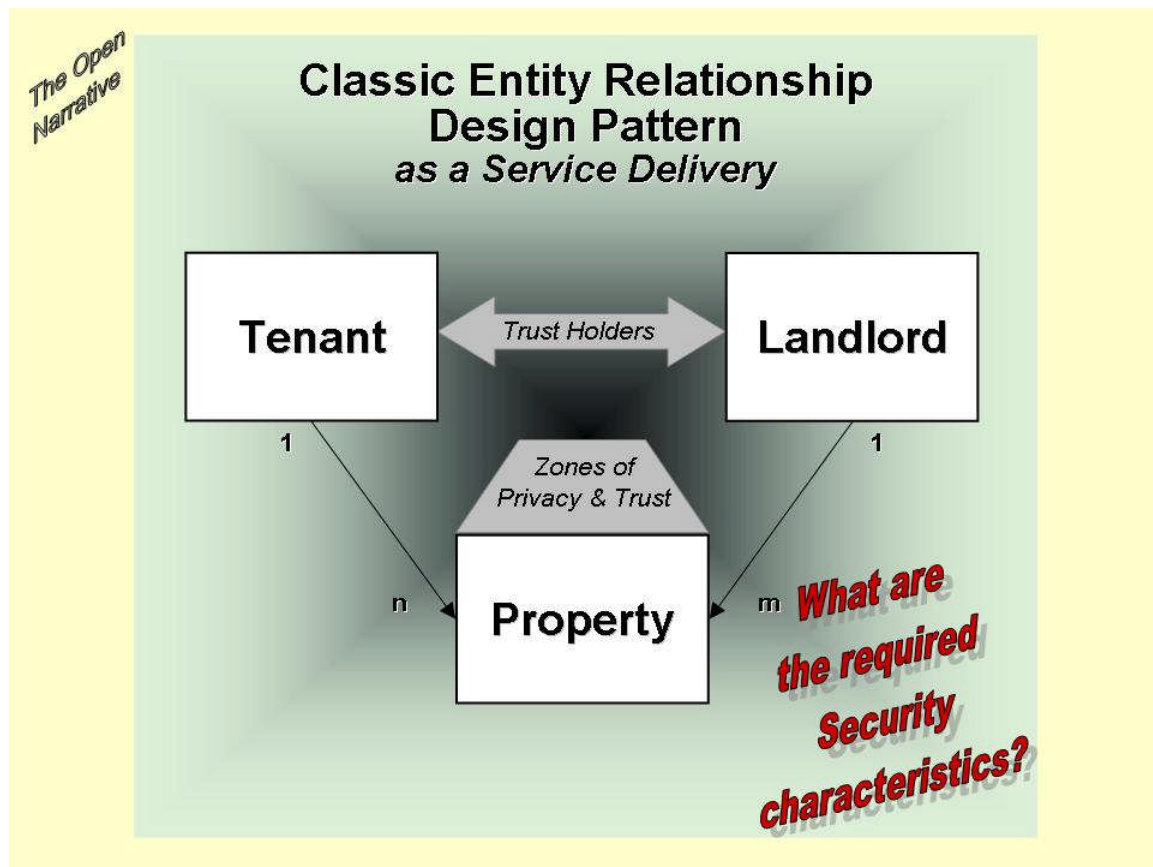 The Open
Narrative
Classic Entity Relationship
Design Pattern
as a Service Delivery
Tenant
Trust Holders
Landlord
1
1
Zones of
Privacy & Trust
n
m
Property
What are
the required
Security
characteristics?